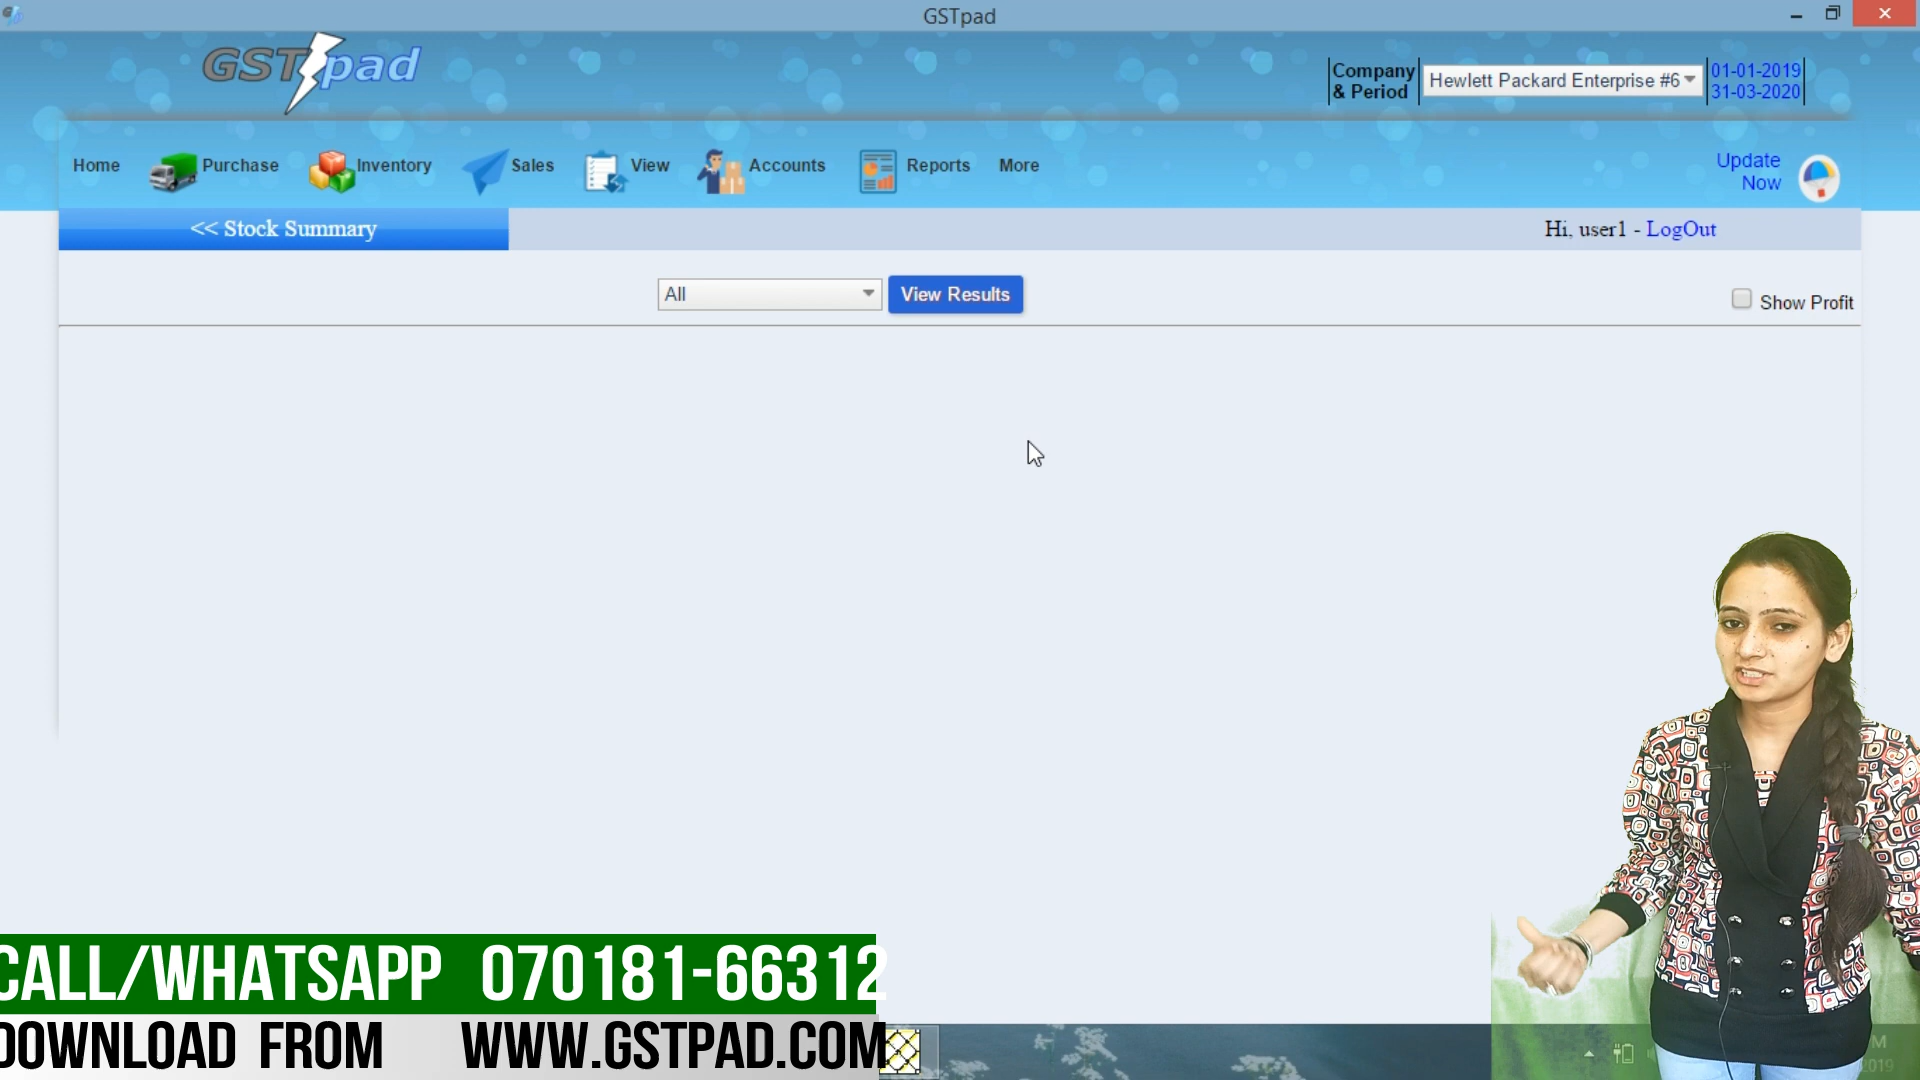 GSTpad
GSTpad
Company
& Period
Hewlett Packard Enterprise #6
01-01-2019
31-03-2020
Home
Purchase
Inventory
Sales
View
Accounts
Reports
More
Update
Now
<< Stock Summary
Hi, user1 - LogOut
All
View Results
Show Profit
CALL/WHATSAPP 070181-66312
DOWNLOAD FROM WWW.GSTPAD.COM
M
2019